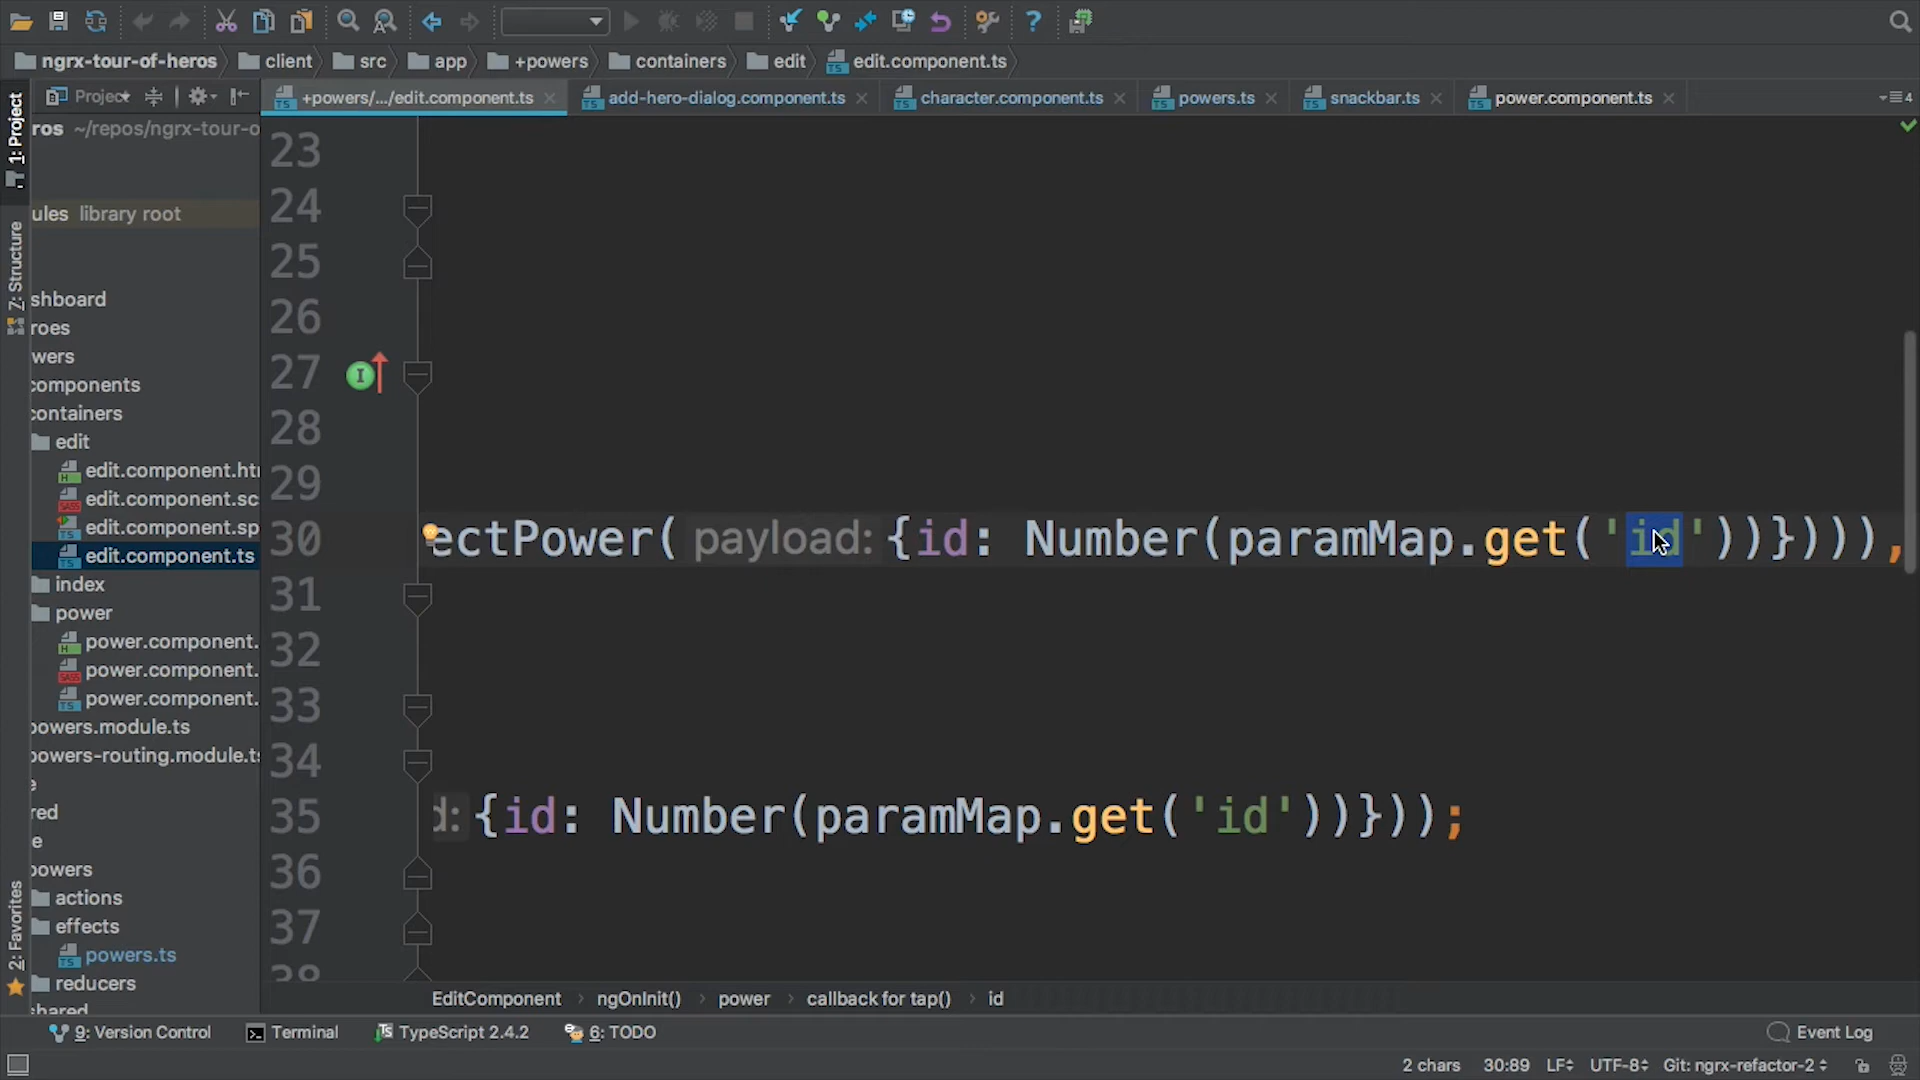 ngrx-tour-of-heros client src app +powers containers edit edit.component.ts
Project
+powers/.../edit.component.ts add-hero-dialog.component.ts character.component.ts powers.ts snackbar.ts power.component.ts 4
1: Project
7: Structure
2: Favorites
ros ~/repos/ngrx-tour-o
ules library root
shboard
roes
wers
components
containers
edit
edit.component.ht
edit.component.sc
edit.component.sp
edit.component.ts
index
power
power.component.
power.component.
power.component.
powers.module.ts
powers-routing.module.ts
e
red
e
powers
actions
effects
powers.ts
reducers
shared
23
24
25
26
27
28
29
30 ectPower( payload: {id: Number(paramMap.get('id'))}))),
31
32
33
34
35 d: {id: Number(paramMap.get('id'))}));
36
37
38
EditComponent ngOnInit() power callback for tap() id
9: Version Control Terminal TypeScript 2.4.2 6: TODO Event Log
2 chars 30:89 LF UTF-8 Git: ngrx-refactor-2